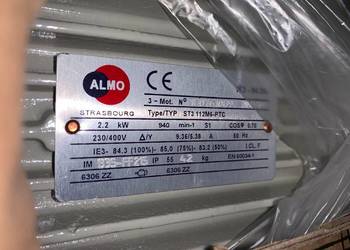 ALMO
CE
3 - Mot. N°
STRASBOURG Type/TYP ST3 112M6-PTC
2.2 kW 940 min-1 S1 COSφ 0.70
230/400V Δ/Y 9.36/5.38 A 50 Hz
IE3- 84.3 (100%)- 85,0 (75%)- 83,2 (50%) I.CL.F
IM IP 55 42 kg EN 60034-1
6306 ZZ
6306 ZZ